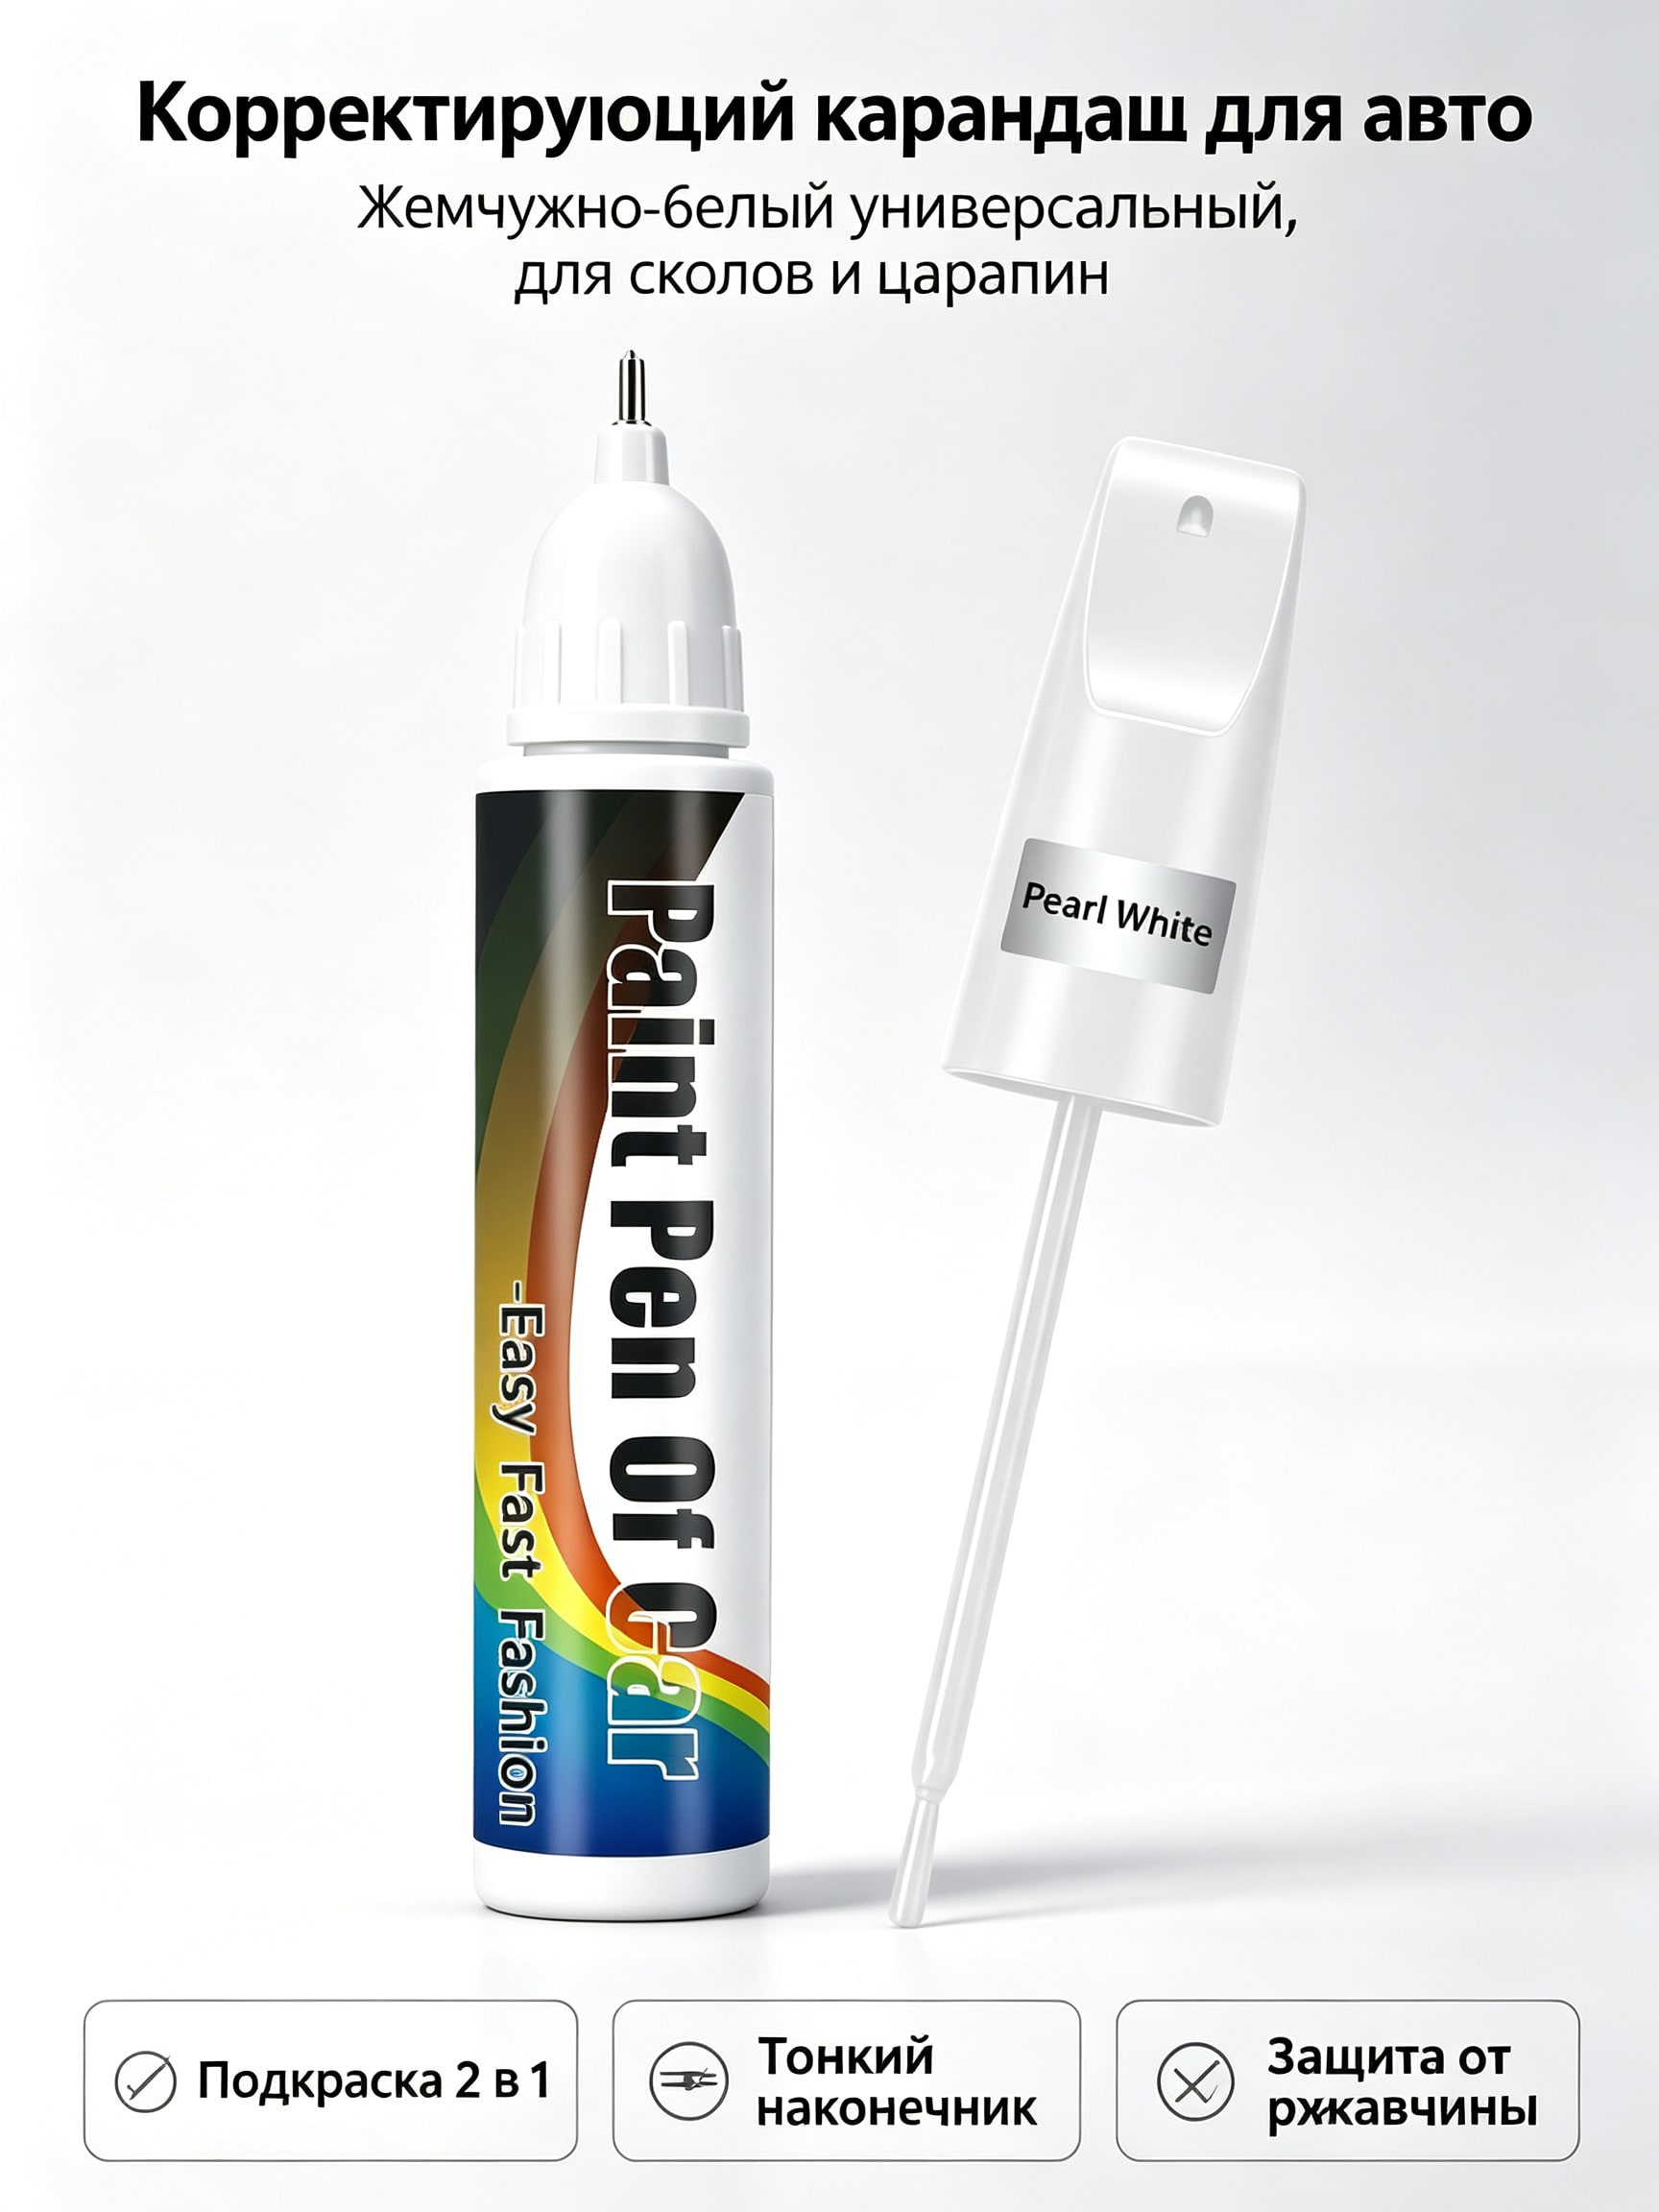 Корректируюций карандаш для авто
Жемчужно-белый универсальный,
для сколов и царапин
Pearl White
Paint Pen Of Car
-Easy Fast Fashion
Подкраска 2 в 1
Тонкий
наконечник
Защита от
ржавчины